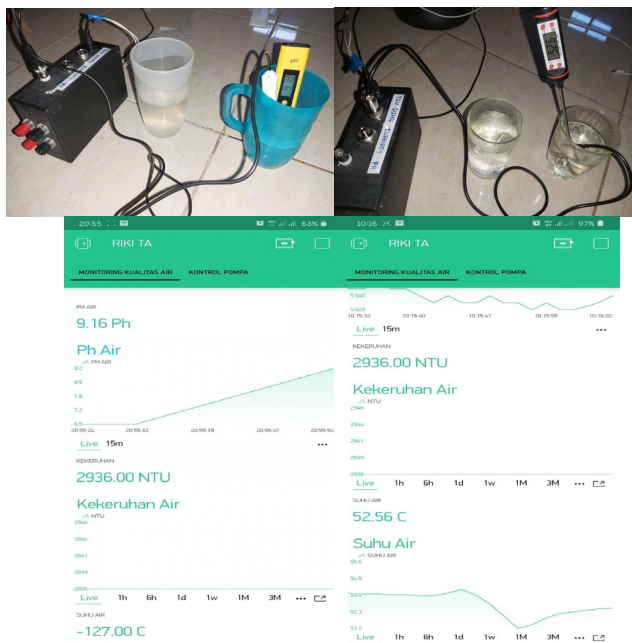 PH
20:55
63%
RIKI TA
MONITORING KUALITAS AIR KONTROL POMPA
PH AIR
9.16 Ph
Ph Air
PH AIR
9.2
8.5
7.8
7.2
6.5
20:55:24 20:55:32 20:55:39 20:55:47 20:55:54
Live 15m
KEKERUHAN
2936.00 NTU
Kekeruhan Air
NTU
2946
2944
2941
2939
2936
Live 1h 6h 1d 1w 1M 3M
SUHU AIR
-127.00 C
10:16
97%
RIKI TA
MONITORING KUALITAS AIR KONTROL POMPA
5.540
5.520
10:15:32 10:15:40 10:15:47 10:15:55 10:16:02
Live 15m
KEKERUHAN
2936.00 NTU
Kekeruhan Air
NTU
2946
2944
2941
2939
2936
Live 1h 6h 1d 1w 1M 3M
SUHU AIR
52.56 C
Suhu Air
SUHU AIR
55.6
54.5
53.4
52.3
51.2
Live 1h 6h 1d 1w 1M 3M